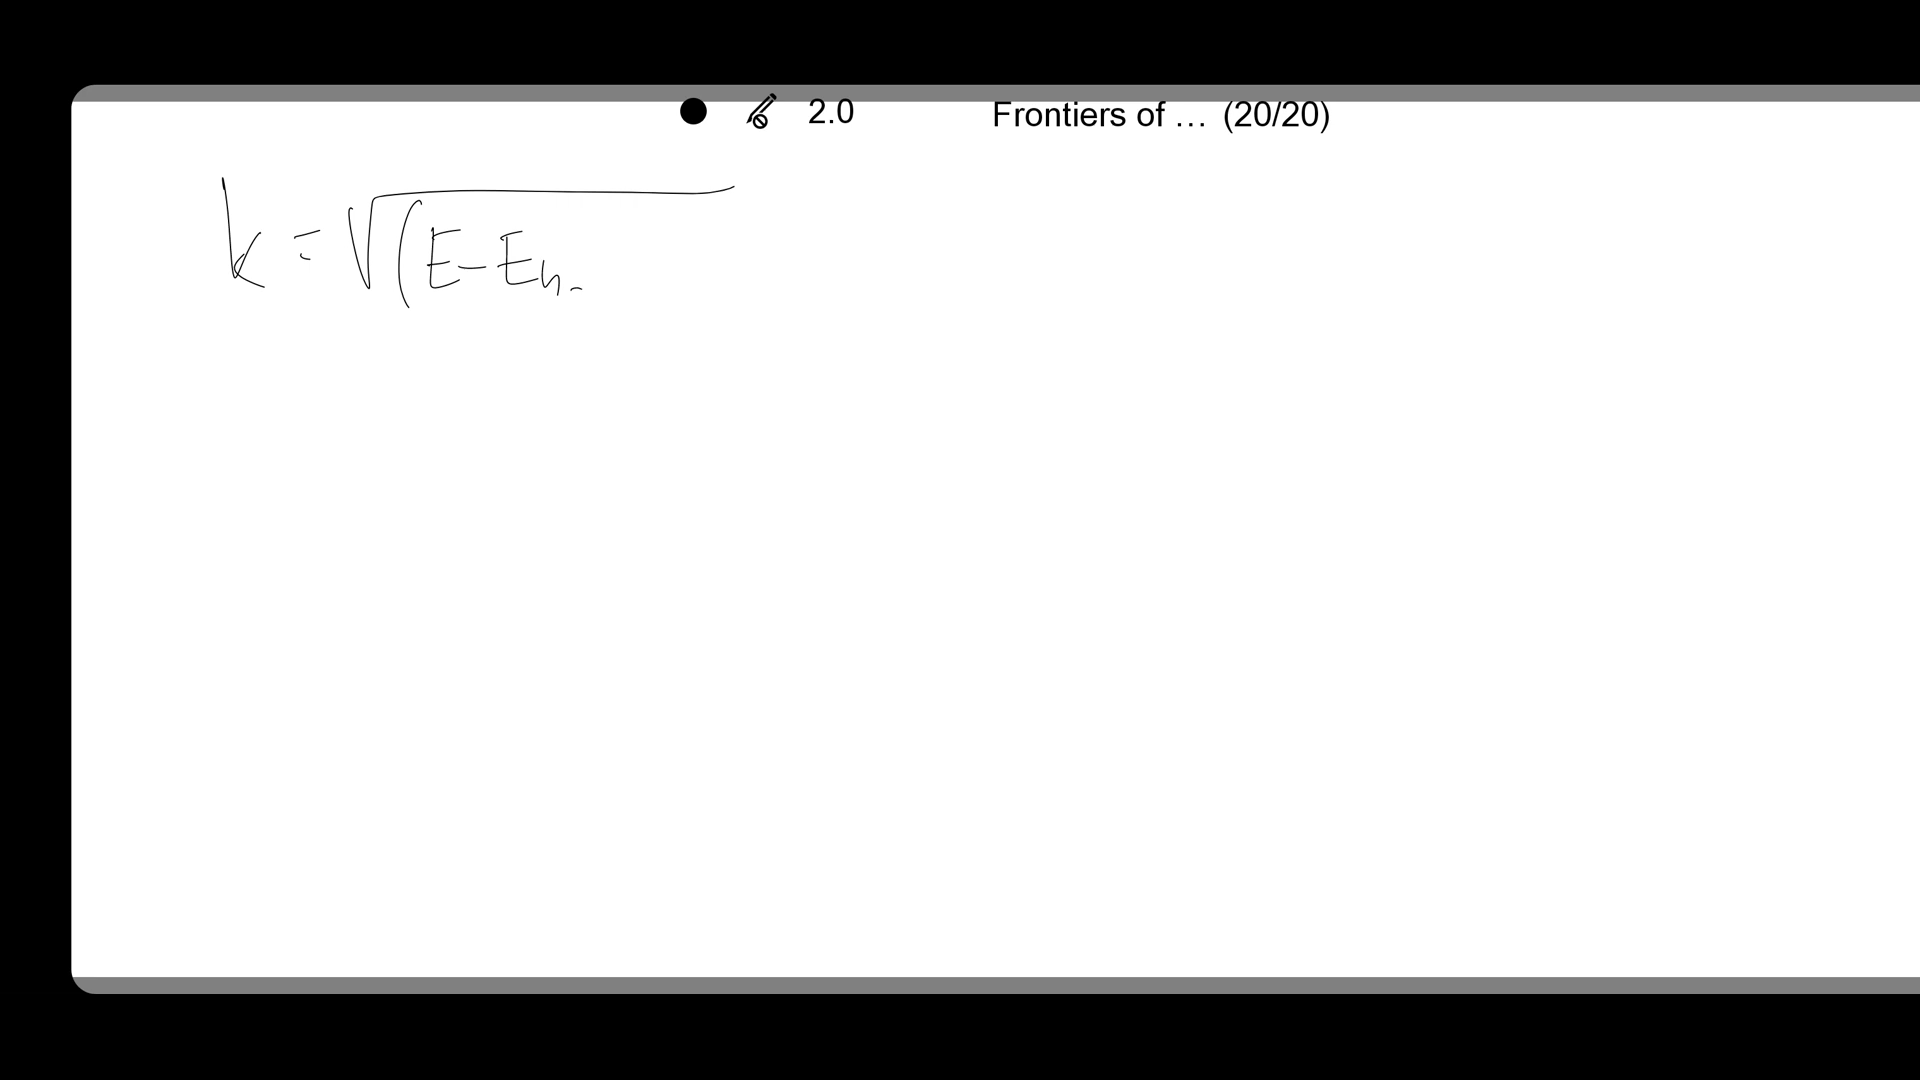 2.0 Frontiers of … (20/20)
k = √(E - En.